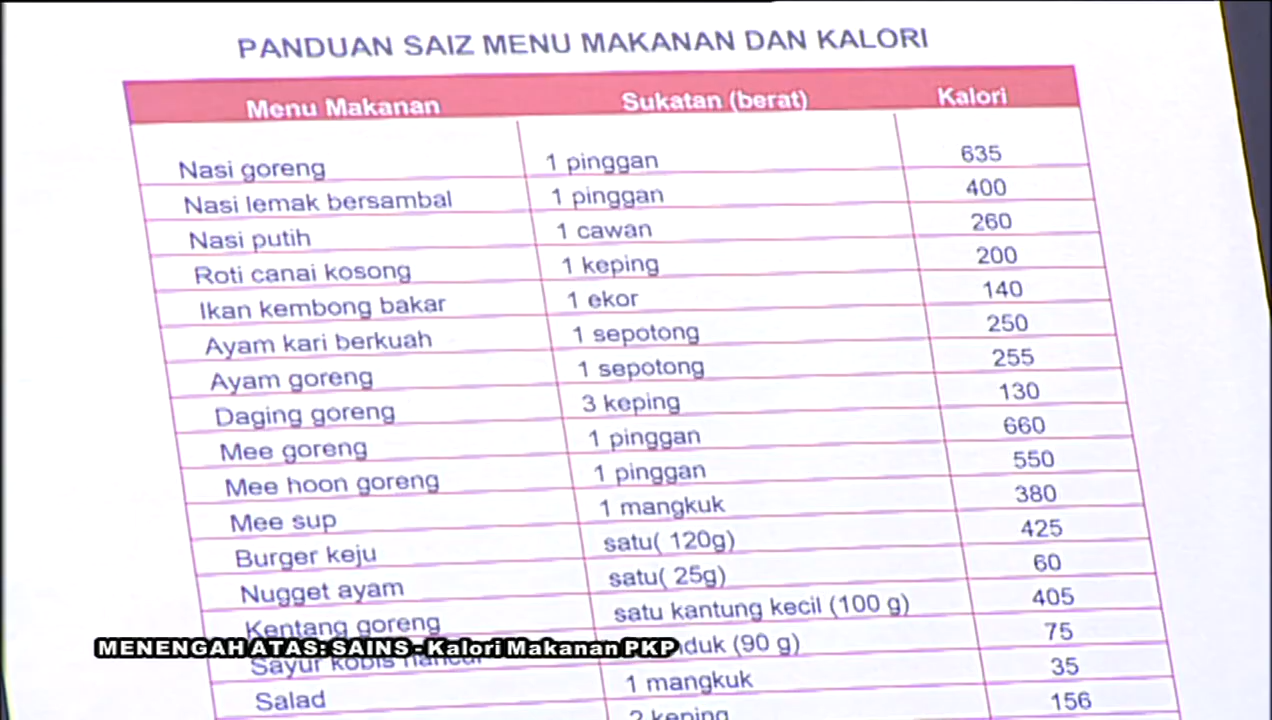 PANDUAN SAIZ MENU MAKANAN DAN KALORI
Menu Makanan Sukatan (berat) Kalori
Nasi goreng 1 pinggan 635
Nasi lemak bersambal 1 pinggan 400
Nasi putih 1 cawan 260
Roti canai kosong 1 keping 200
Ikan kembong bakar 1 ekor 140
Ayam kari berkuah 1 sepotong 250
Ayam goreng 1 sepotong 255
Daging goreng 3 keping 130
Mee goreng 1 pinggan 660
Mee hoon goreng 1 pinggan 550
Mee sup 1 mangkuk 380
Burger keju satu( 120g) 425
Nugget ayam satu( 25g) 60
Kentang goreng satu kantung kecil (100 g) 405
MENENGAH ATAS: SAINS - Kalori Makanan PKP
Sayur kobis (90 g) 75
Salad 1 mangkuk 35
2 keping 156